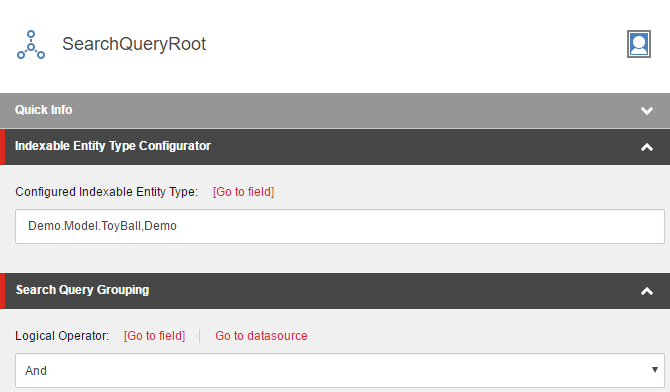 SearchQueryRoot
Quick Info
Indexable Entity Type Configurator
Configured Indexable Entity Type: [Go to field]
Demo.Model.ToyBall,Demo
Search Query Grouping
Logical Operator: [Go to field] Go to datasource
And